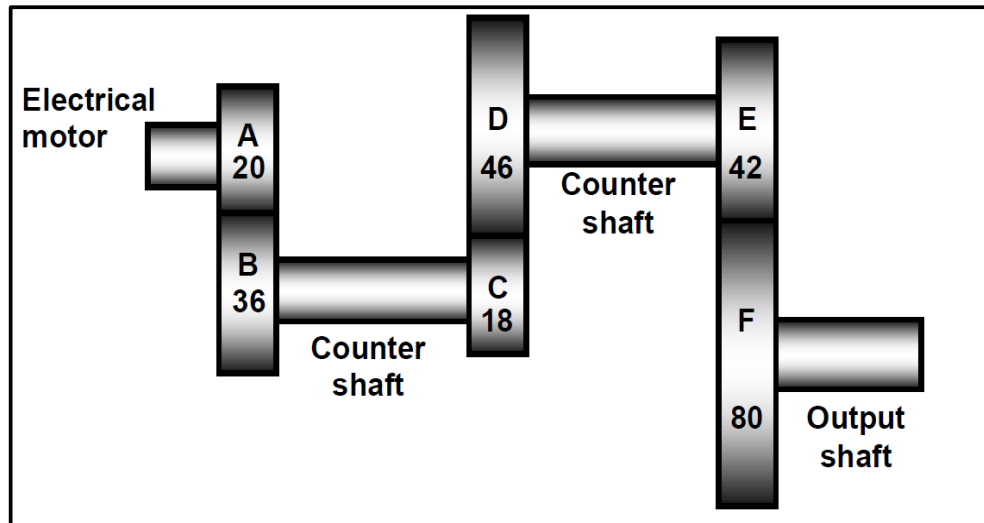 Electrical
motor
A
20
B
36
Counter
shaft
D
46
C
18
Counter
shaft
E
42
F
80
Output
shaft